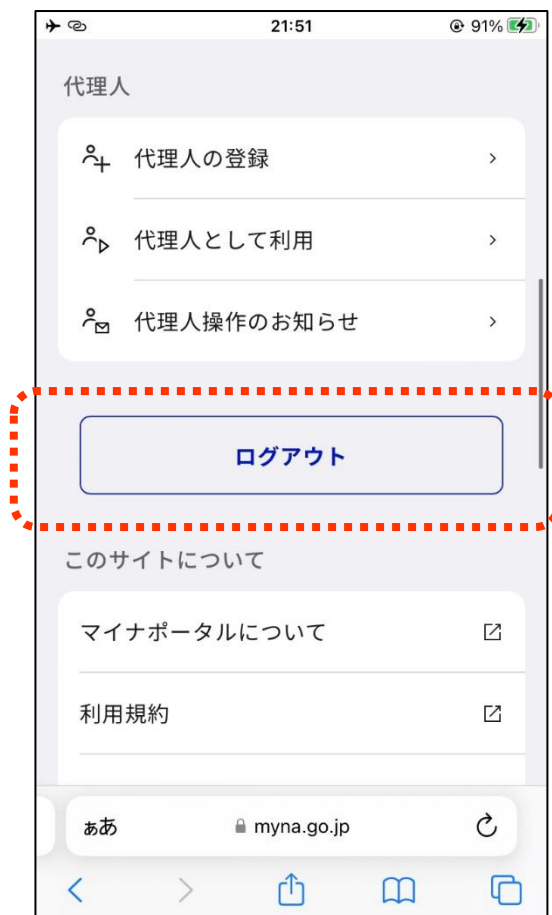 21:51
91%
代理人
代理人の登録
代理人として利用
代理人操作のお知らせ
ログアウト
このサイトについて
マイナポータルについて
利用規約
ぁあ
myna.go.jp